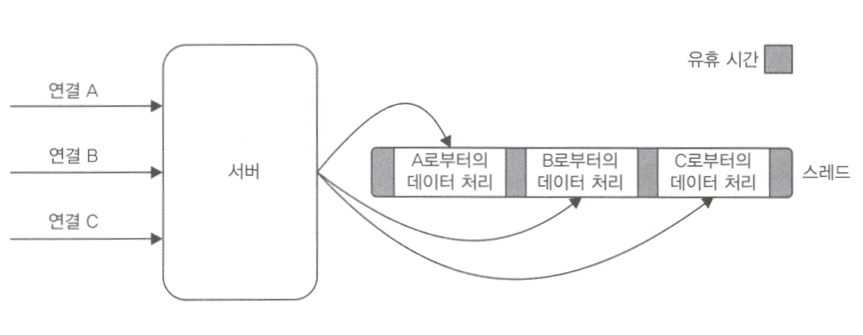 유휴 시간
연결 A
연결 B
연결 C
서버
A로부터의
데이터 처리
B로부터의
데이터 처리
C로부터의
데이터 처리
스레드